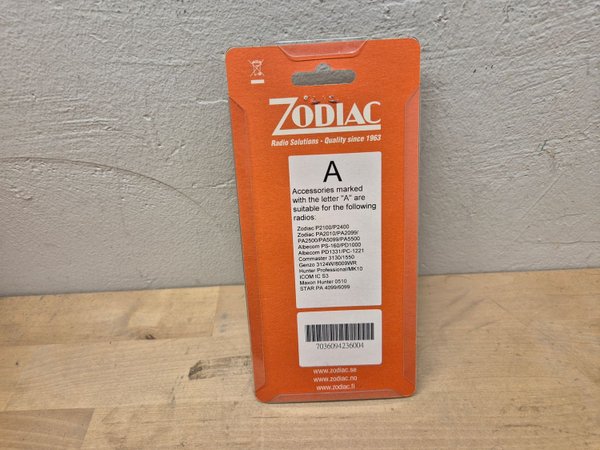 ZODIAC
Radio Solutions - Quality since 1963
A
Accessories marked
with the letter "A" are
suitable for the following
radios:
Zodiac P2100/P2400
Zodiac PA2010/PA2099/
PA2500/PA5099/PA5500
Albecom PS-160/PD1000
Albecom PD1331/PC-1221
Commaster 3130/1550
Genzo 3124W/8009WR
Hunter Professional/MK10
ICOM IC S3
Maxon Hunter 0510
STAR PA 4099/6099
7036094236004
www.zodiac.se
www.zodiac.no
www.zodiac.fi